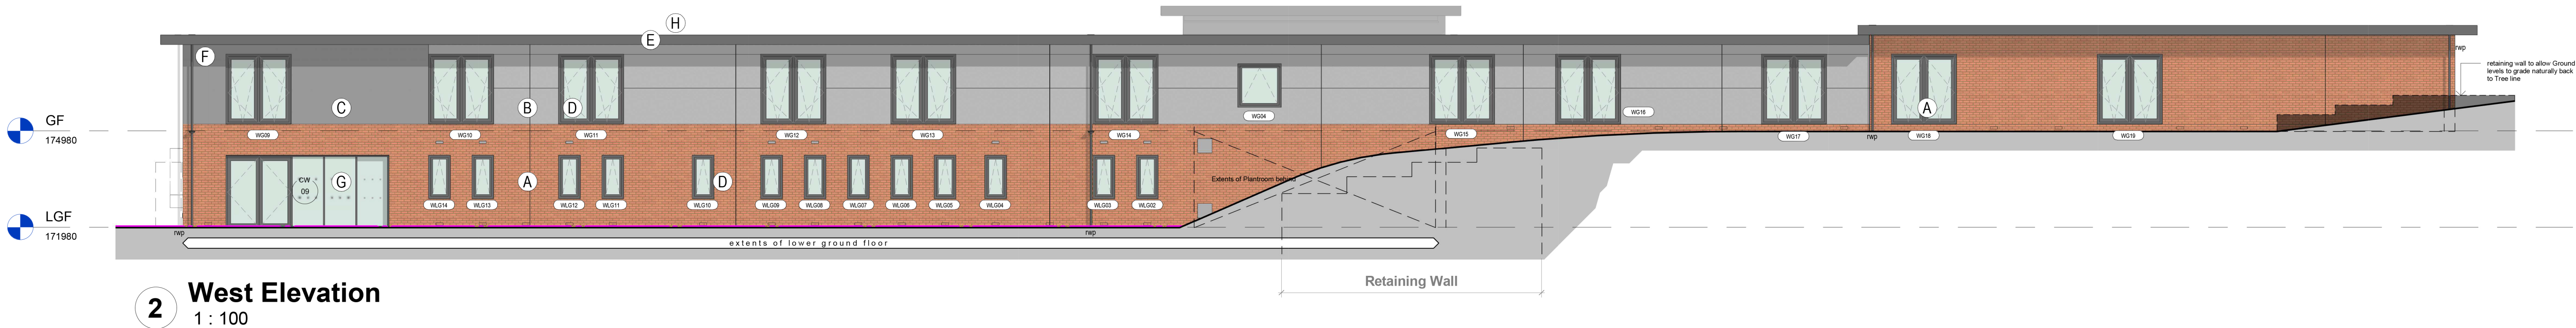 H
E
F
rwp
retaining wall to allow Ground
levels to grade naturally back
to Tree line
C
B
D
A
GF
174980
WG09
WG10
WG11
WG12
WG13
WG14
WG04
WG15
WG16
WG17
rwp
WG18
WG19
CW
09
G
A
D
Extents of Plantroom behind
WLG14
WLG13
WLG12
WLG11
WLG10
WLG09
WLG08
WLG07
WLG06
WLG05
WLG04
WLG03
WLG02
LGF
171980
rwp
rwp
extents of lower ground floor
Retaining Wall
2
West Elevation
1 : 100